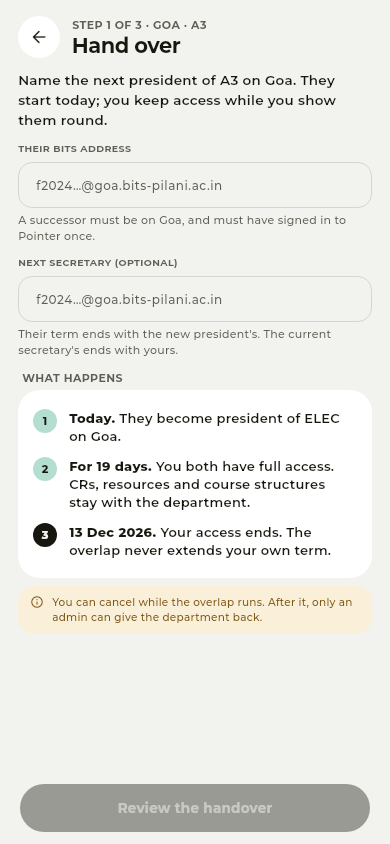 STEP 1 OF 3 · GOA · A3
Hand over
Name the next president of A3 on Goa. They
start today; you keep access while you show
them round.
THEIR BITS ADDRESS
f2024...@goa.bits-pilani.ac.in
A successor must be on Goa, and must have signed in to
Pointer once.
NEXT SECRETARY (OPTIONAL)
f2024...@goa.bits-pilani.ac.in
Their term ends with the new president's. The current
secretary's ends with yours.
WHAT HAPPENS
1 Today. They become president of ELEC
on Goa.
2 For 19 days. You both have full access.
CRs, resources and course structures
stay with the department.
3 13 Dec 2026. Your access ends. The
overlap never extends your own term.
You can cancel while the overlap runs. After it, only an
admin can give the department back.
Review the handover